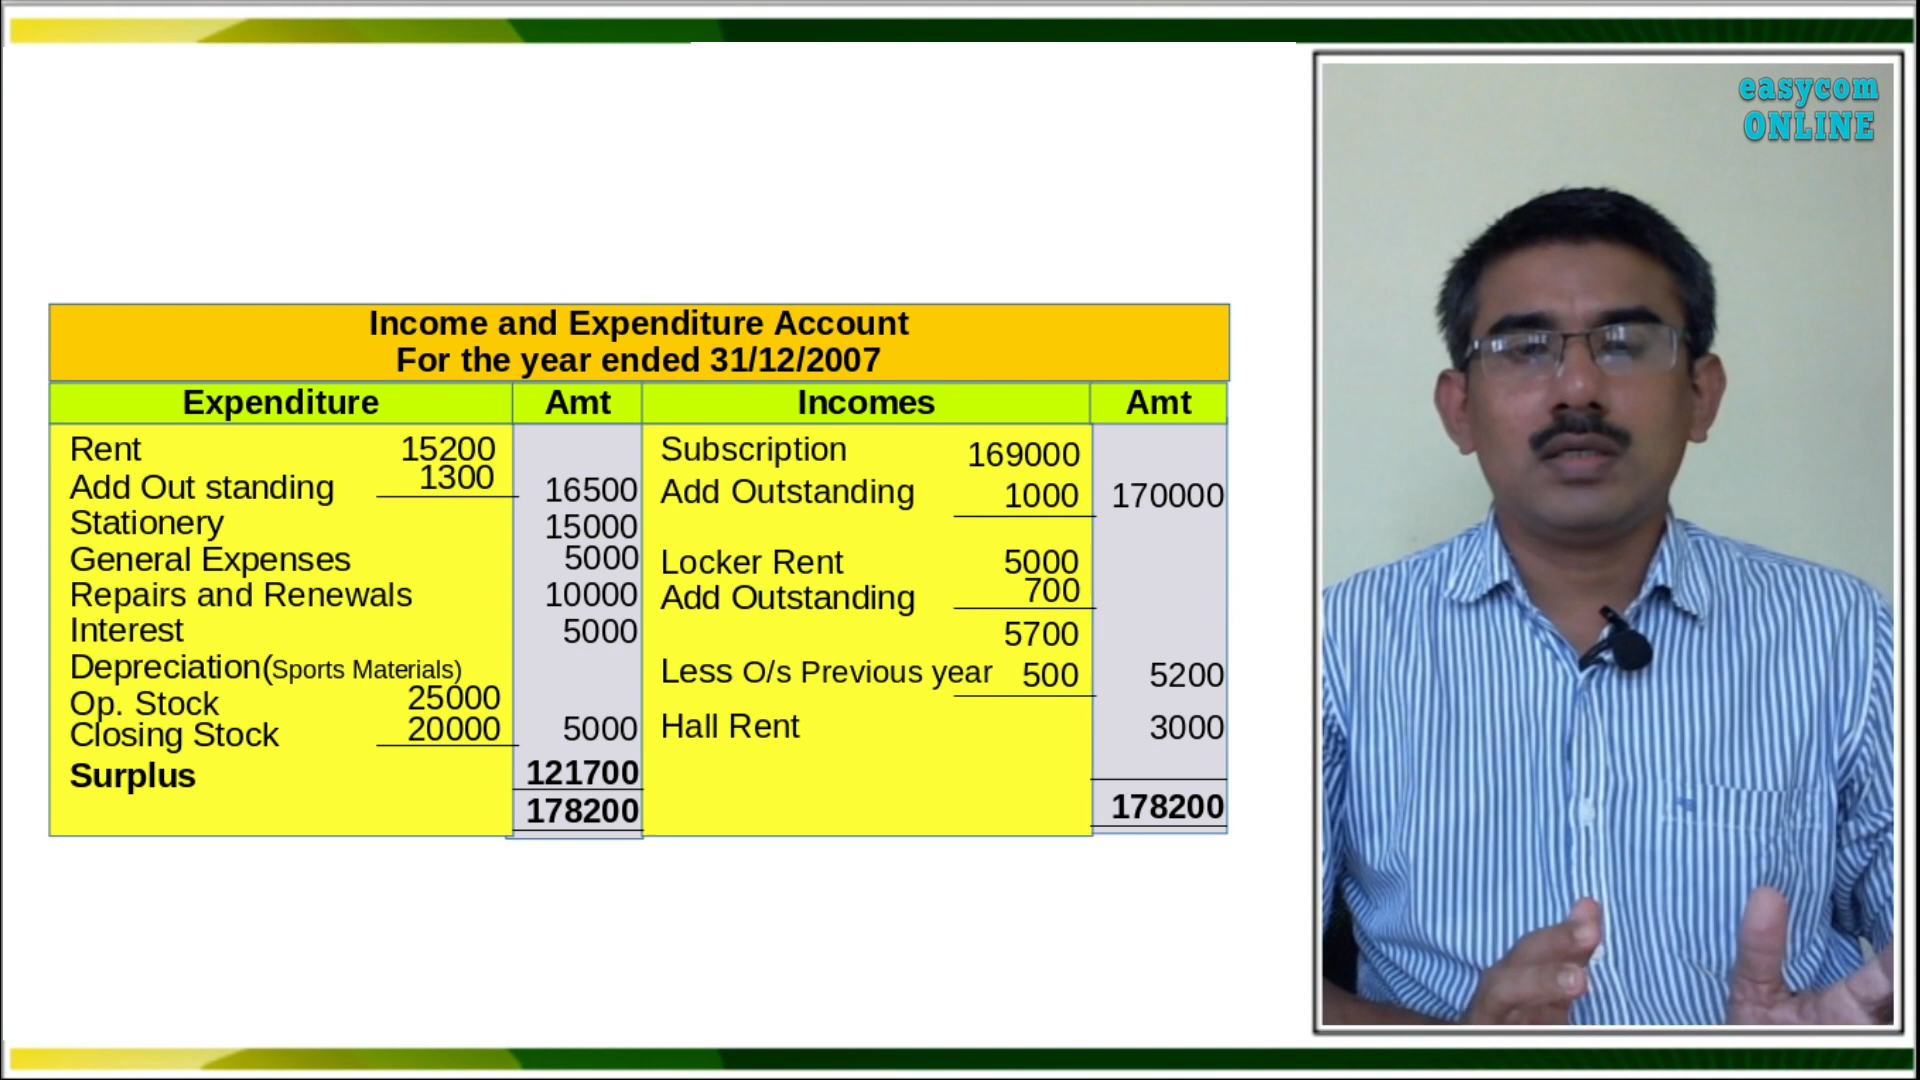 easycom
ONLINE
Income and Expenditure Account
For the year ended 31/12/2007
Expenditure Amt Incomes Amt
Rent 15200 Subscription 169000
Add Out standing 1300 16500 Add Outstanding 1000 170000
Stationery 15000
General Expenses 5000 Locker Rent 5000
Repairs and Renewals 10000 Add Outstanding 700
Interest 5000 5700
Depreciation(Sports Materials) Less O/s Previous year 500 5200
Op. Stock 25000
Closing Stock 20000 5000 Hall Rent 3000
Surplus 121700
178200 178200